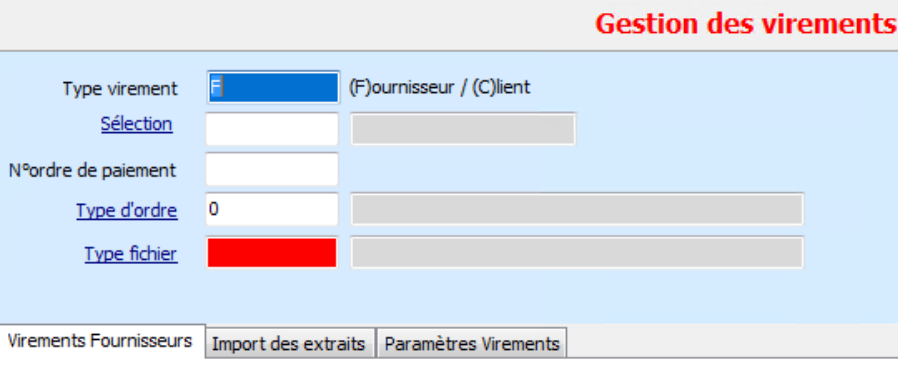 Gestion des virements
Type virement F (F)ournisseur / (C)lient
Sélection
N°ordre de paiement
Type d'ordre 0
Type fichier
Virements Fournisseurs Import des extraits Paramètres Virements